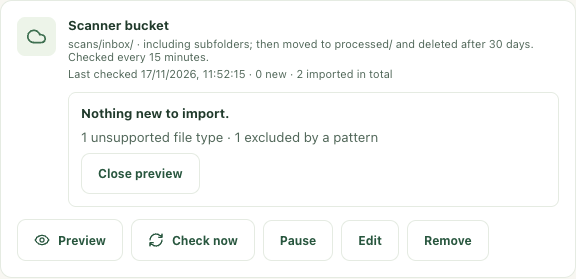 Scanner bucket
scans/inbox/ · including subfolders; then moved to processed/ and deleted after 30 days.
Checked every 15 minutes.
Last checked 17/11/2026, 11:52:15 · 0 new · 2 imported in total
Nothing new to import.
1 unsupported file type · 1 excluded by a pattern
Close preview
Preview
Check now
Pause
Edit
Remove